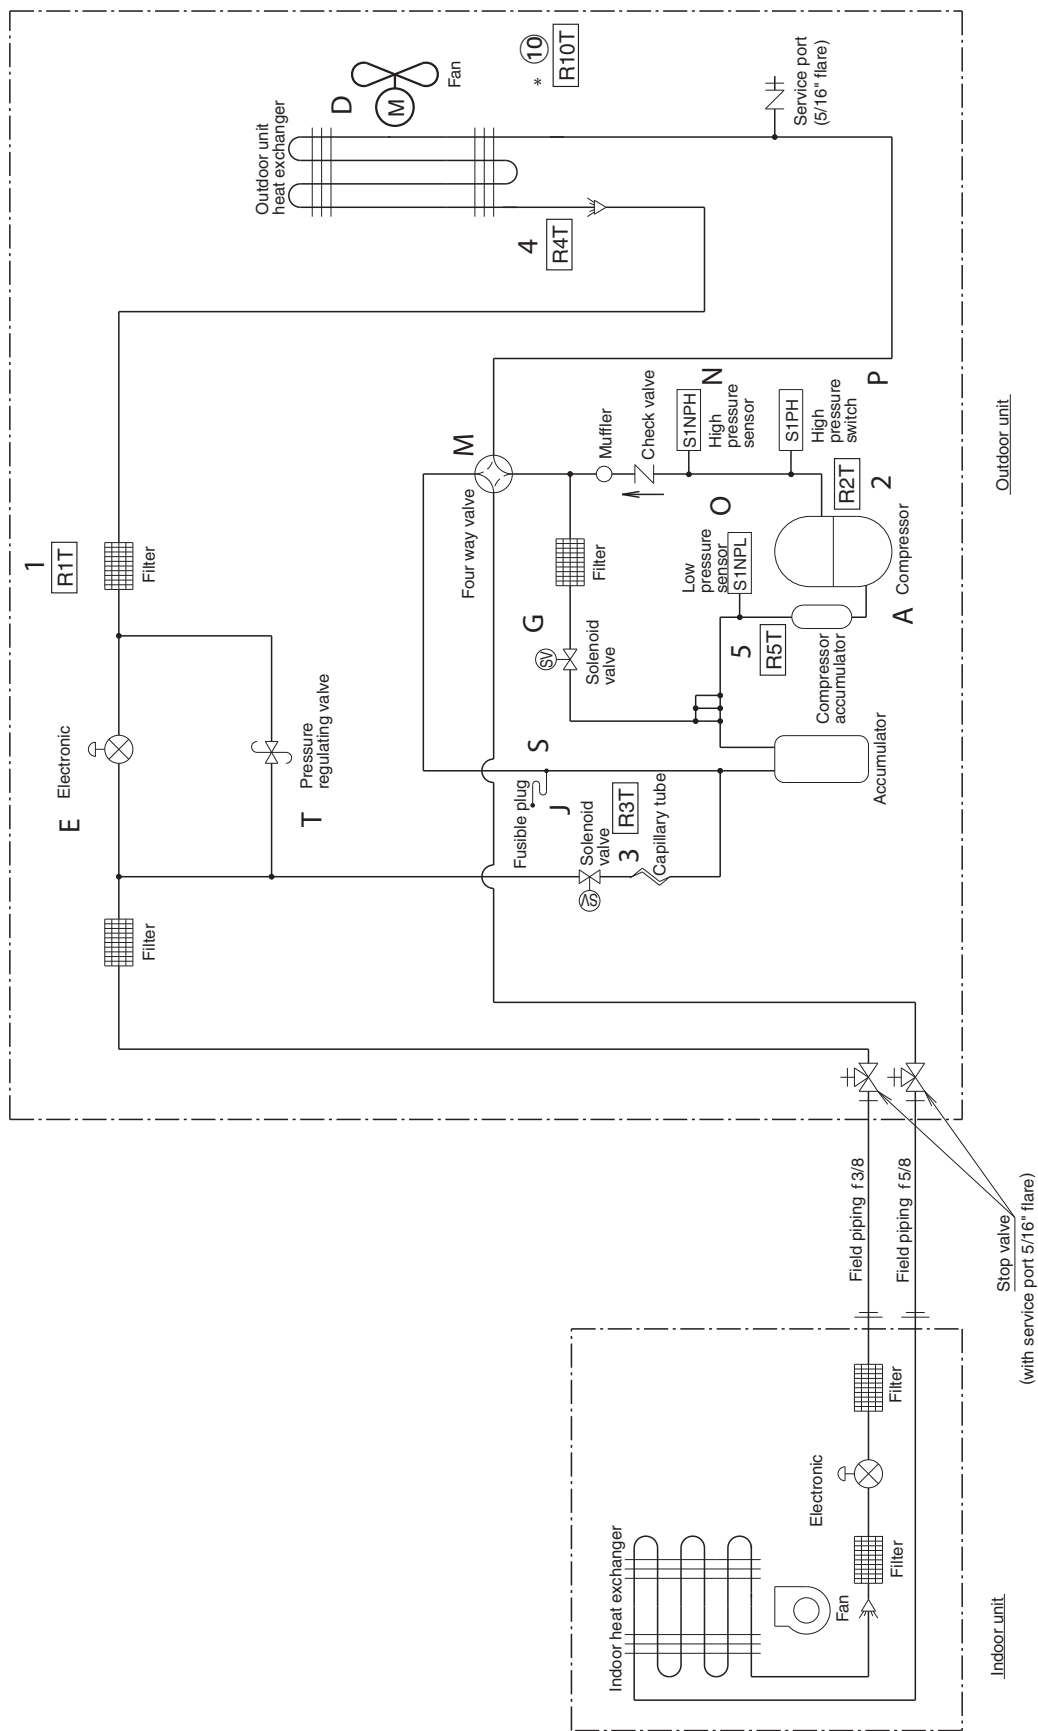 Outdoor unit
heat exchanger
D
M
Fan
*
10
R10T
Service port
(5/16" flare)
4
R4T
1
R1T
Filter
M
Four way valve
Muffler
Check valve
N
S1NPH
High
pressure
sensor
S1PH
High
pressure
switch
P
O
R2T
2
Compressor
Filter
G
SV
Solenoid
valve
Low
pressure
sensor
S1NPL
5
R5T
A
Compressor
accumulator
Accumulator
E
Electronic
T
Pressure
regulating valve
S
Fusible plug
J
Solenoid
valve
SV
3
R3T
Capillary tube
Filter
Outdoor unit
Field piping f 3/8
Field piping f 5/8
Stop valve
(with service port 5/16" flare)
Indoor heat exchanger
Fan
Electronic
Filter
Filter
Indoor unit